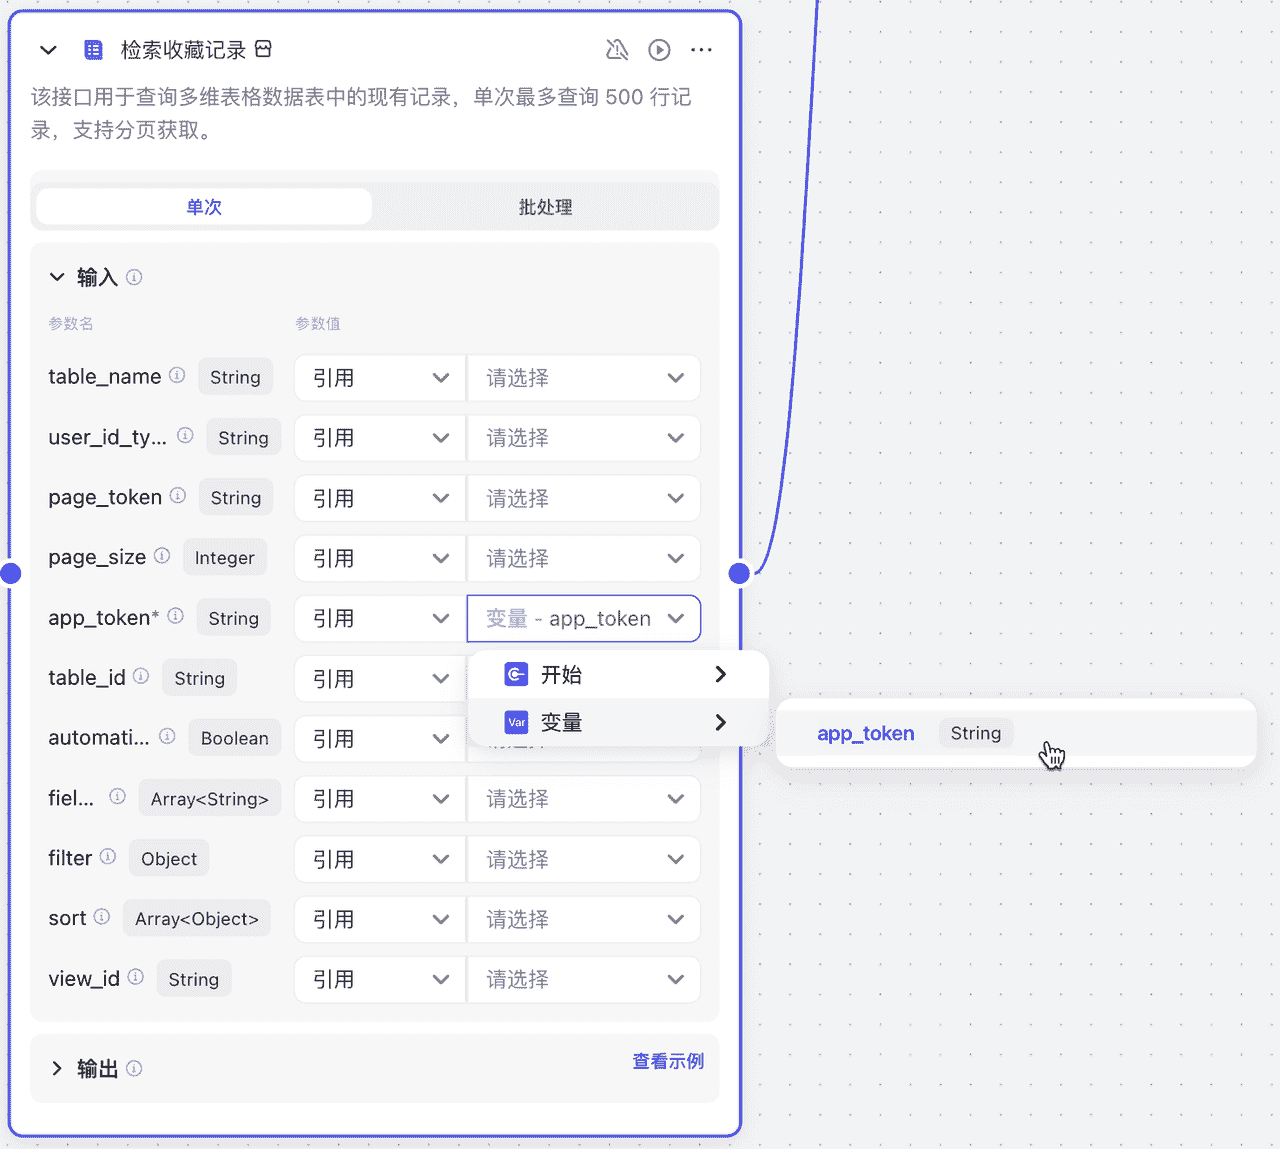 检索收藏记录
该接口用于查询多维表格数据表中的现有记录，单次最多查询 500 行记
录，支持分页获取。
单次 批处理
输入
参数名 参数值
table_name String 引用 请选择
user_id_ty... String 引用 请选择
page_token String 引用 请选择
page_size Integer 引用 请选择
app_token* String 引用 变量 - app_token
table_id String 引用
开始
变量
app_token String
automati... Boolean 引用
fiel... Array<String> 引用 请选择
filter Object 引用 请选择
sort Array<Object> 引用 请选择
view_id String 引用 请选择
输出 查看示例